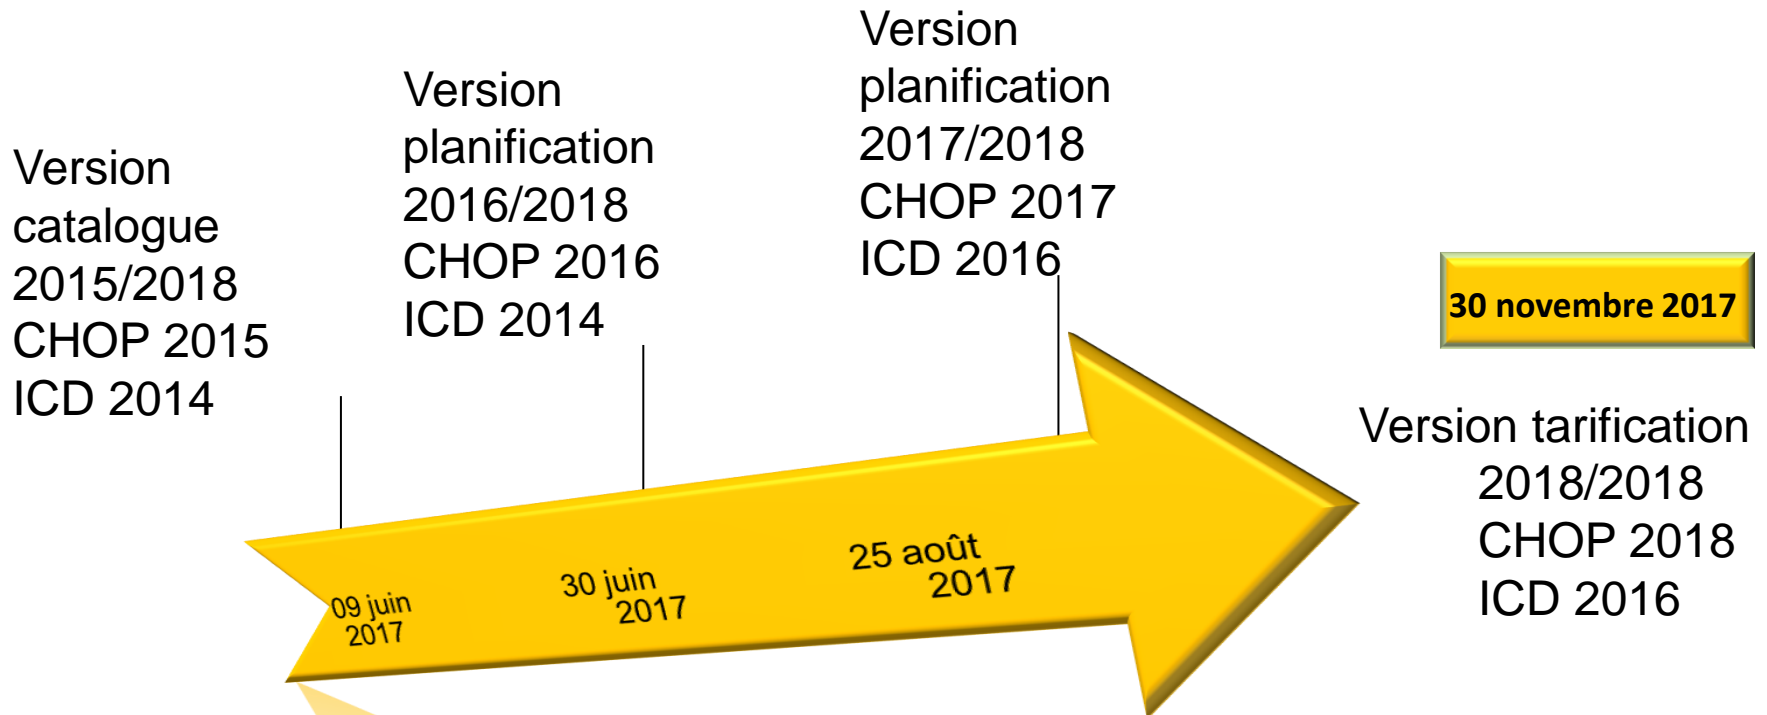 Version
catalogue
2015/2018
CHOP 2015
ICD 2014
Version
planification
2016/2018
CHOP 2016
ICD 2014
Version
planification
2017/2018
CHOP 2017
ICD 2016
30 novembre 2017
Version tarification
2018/2018
CHOP 2018
ICD 2016
09 juin
2017
30 juin
2017
25 août
2017